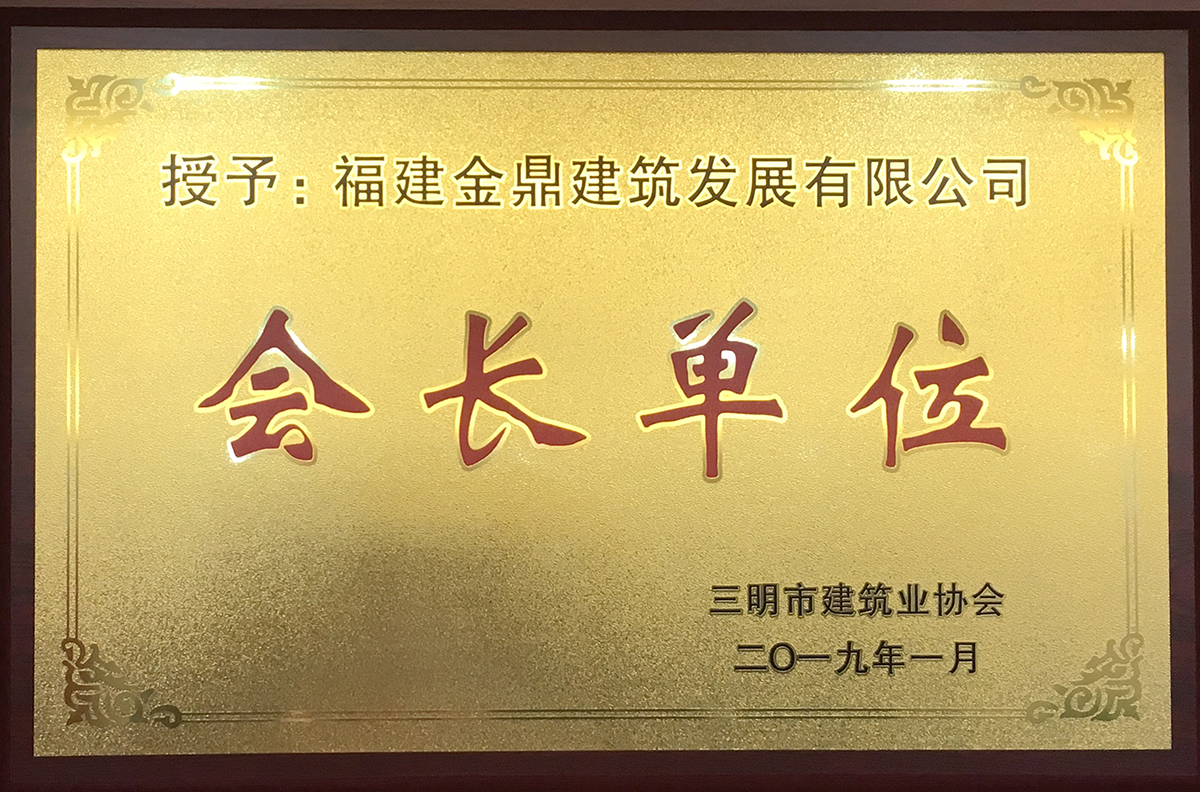 授予：福建金鼎建筑发展有限公司
会长单位
三明市建筑业协会
二〇一九年一月